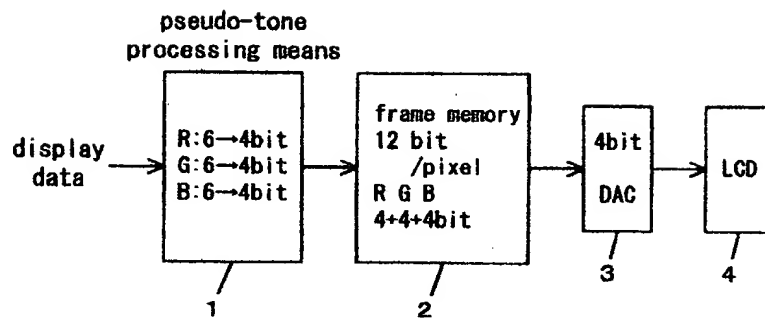 pseudo-tone
processing means
display
data
R:6→4bit
G:6→4bit
B:6→4bit
frame memory
12 bit
/pixel
R G B
4+4+4bit
4bit
DAC
LCD
1
2
3
4